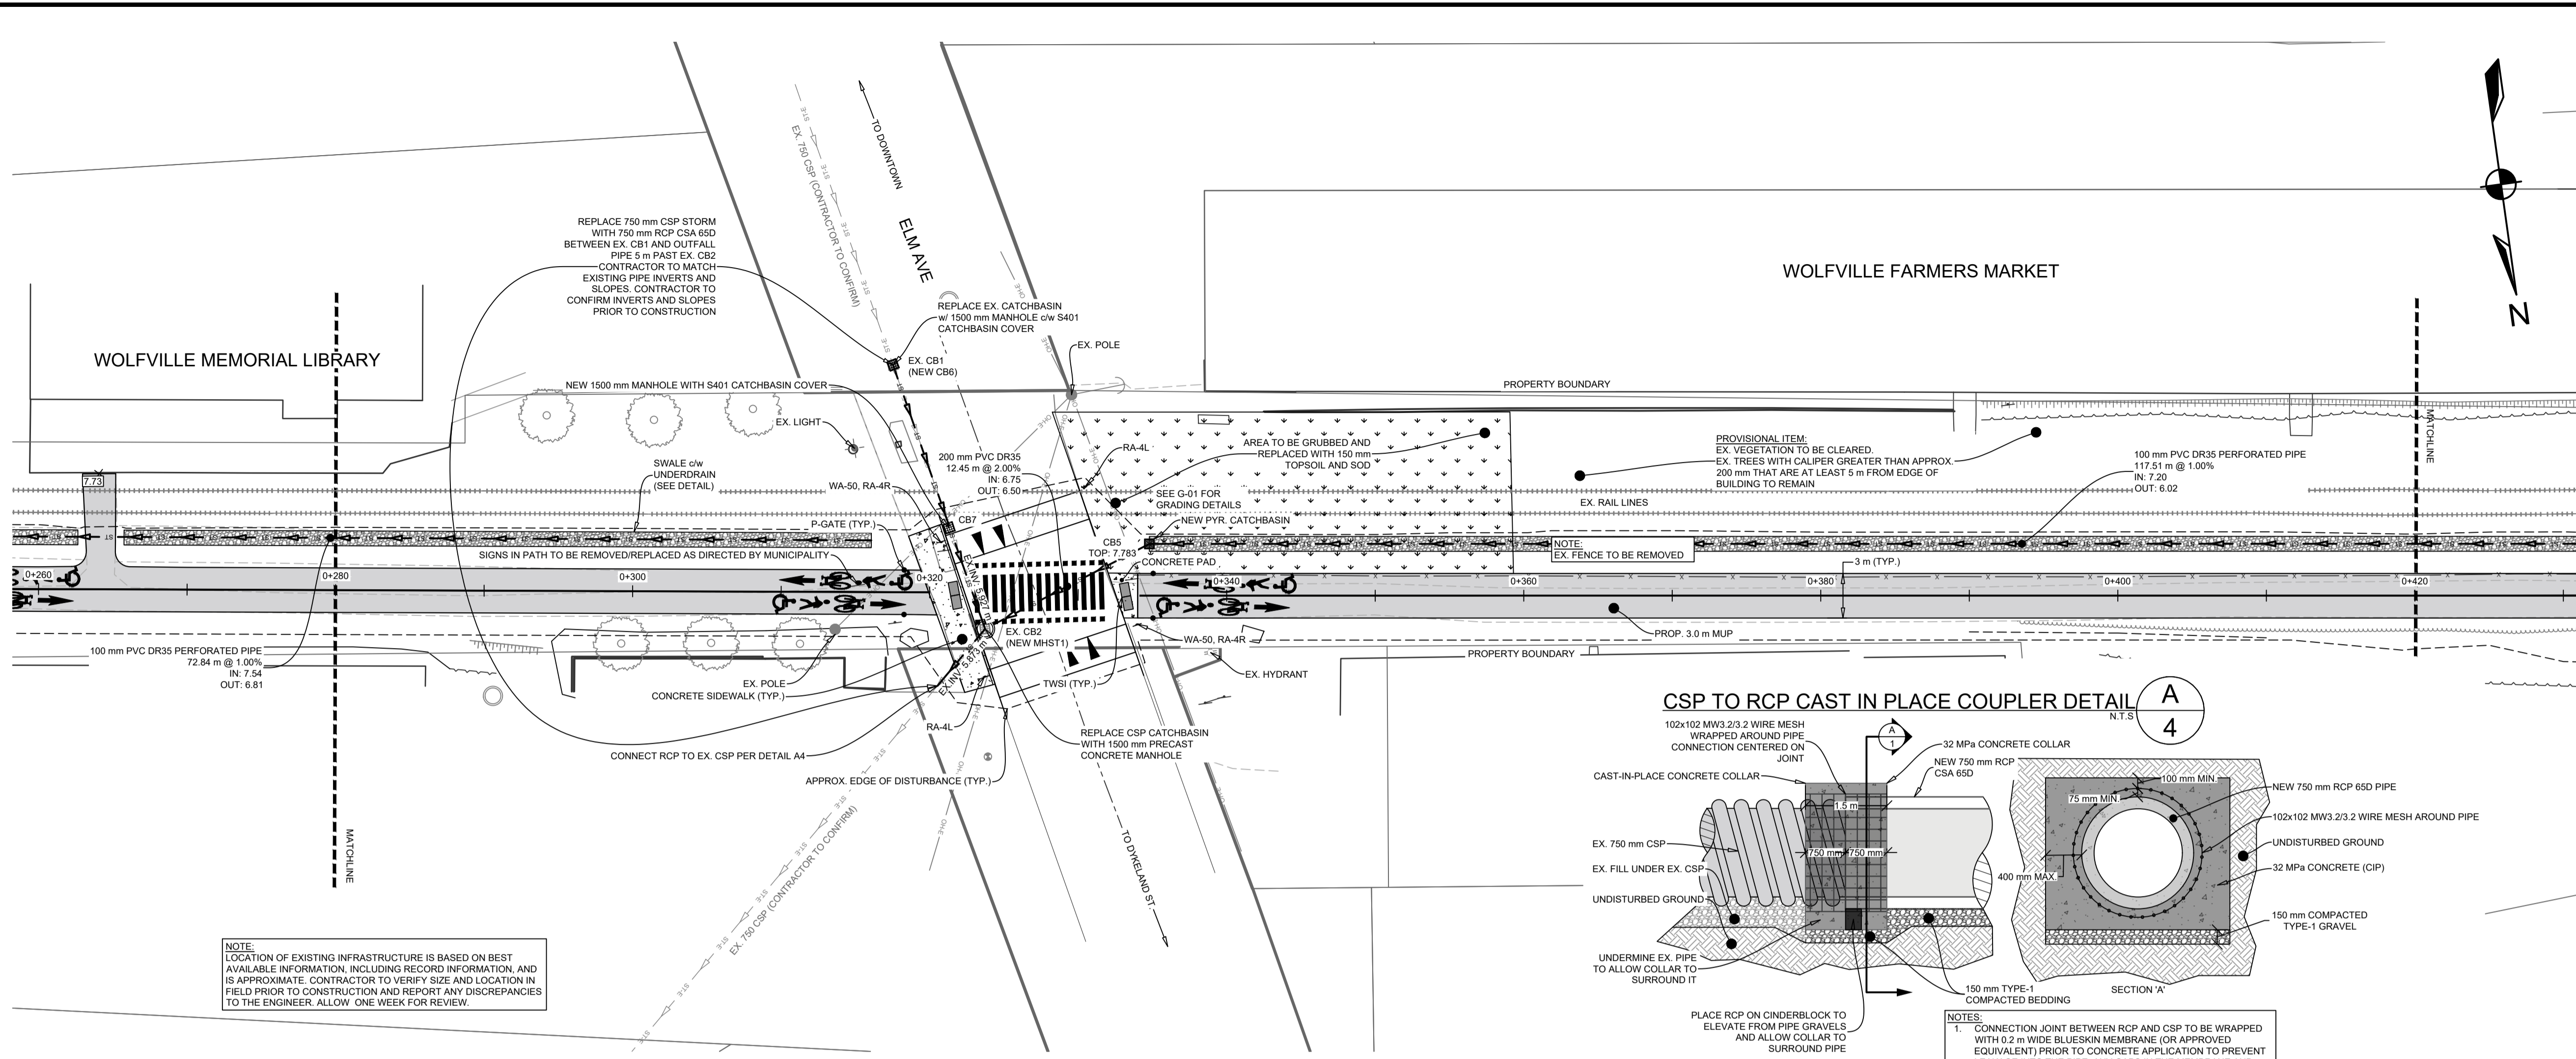 TO DOWNTOWN
ELM AVE
EX. 750 CSP (CONTRACTOR TO CONFIRM)
REPLACE 750 mm CSP STORM
WITH 750 mm RCP CSA 65D
BETWEEN EX. CB1 AND OUTFALL
PIPE 5 m PAST EX. CB2
CONTRACTOR TO MATCH
EXISTING PIPE INVERTS AND
SLOPES. CONTRACTOR TO
CONFIRM INVERTS AND SLOPES
PRIOR TO CONSTRUCTION
WOLFVILLE FARMERS MARKET
N
REPLACE EX. CATCHBASIN
w/ 1500 mm MANHOLE c/w S401
CATCHBASIN COVER
EX. POLE
WOLFVILLE MEMORIAL LIBRARY
EX. CB1
(NEW CB6)
NEW 1500 mm MANHOLE WITH S401 CATCHBASIN COVER
PROPERTY BOUNDARY
EX. LIGHT
MATCHLINE
AREA TO BE GRUBBED AND
REPLACED WITH 150 mm
TOPSOIL AND SOD
RA-4L
PROVISIONAL ITEM:
EX. VEGETATION TO BE CLEARED.
EX. TREES WITH CALIPER GREATER THAN APPROX.
200 mm THAT ARE AT LEAST 5 m FROM EDGE OF
BUILDING TO REMAIN
100 mm PVC DR35 PERFORATED PIPE
117.51 m @ 1.00%
IN: 7.20
OUT: 6.02
SWALE c/w
UNDERDRAIN
(SEE DETAIL)
200 mm PVC DR35
12.45 m @ 2.00%
IN: 6.75
OUT: 6.50
WA-50, RA-4R
7.73
SEE G-01 FOR
GRADING DETAILS
EX. RAIL LINES
NEW PYR. CATCHBASIN
P-GATE (TYP.)
CB7
CB5
TOP: 7.783
NOTE:
EX. FENCE TO BE REMOVED
SIGNS IN PATH TO BE REMOVED/REPLACED AS DIRECTED BY MUNICIPALITY
CONCRETE PAD
3 m (TYP.)
0+260
0+280
0+300
0+320
0+340
0+360
0+380
0+400
0+420
EX.INV: 5.927 m
EX. CB2
(NEW MHST1)
EX.INV: 5.873 m
WA-50, RA-4R
PROP. 3.0 m MUP
PROPERTY BOUNDARY
100 mm PVC DR35 PERFORATED PIPE
72.84 m @ 1.00%
IN: 7.54
OUT: 6.81
EX. POLE
CONCRETE SIDEWALK (TYP.)
TWSI (TYP.)
EX. HYDRANT
RA-4L
CONNECT RCP TO EX. CSP PER DETAIL A4
APPROX. EDGE OF DISTURBANCE (TYP.)
REPLACE CSP CATCHBASIN
WITH 1500 mm PRECAST
CONCRETE MANHOLE
MATCHLINE
EX. 750 CSP (CONTRACTOR TO CONFIRM)
TO DYKELAND ST.
NOTE:
LOCATION OF EXISTING INFRASTRUCTURE IS BASED ON BEST
AVAILABLE INFORMATION, INCLUDING RECORD INFORMATION, AND
IS APPROXIMATE. CONTRACTOR TO VERIFY SIZE AND LOCATION IN
FIELD PRIOR TO CONSTRUCTION AND REPORT ANY DISCREPANCIES
TO THE ENGINEER. ALLOW ONE WEEK FOR REVIEW.
CSP TO RCP CAST IN PLACE COUPLER DETAIL
N.T.S
A
4
102x102 MW3.2/3.2 WIRE MESH
WRAPPED AROUND PIPE
CONNECTION CENTERED ON
JOINT
A
1
32 MPa CONCRETE COLLAR
NEW 750 mm RCP
CSA 65D
CAST-IN-PLACE CONCRETE COLLAR
1.5 m
750 mm
750 mm
EX. 750 mm CSP
EX. FILL UNDER EX. CSP
UNDISTURBED GROUND
UNDERMINE EX. PIPE
TO ALLOW COLLAR TO
SURROUND IT
PLACE RCP ON CINDERBLOCK TO
ELEVATE FROM PIPE GRAVELS
AND ALLOW COLLAR TO
SURROUND PIPE
150 mm TYPE-1
COMPACTED BEDDING
100 mm MIN.
75 mm MIN.
400 mm MAX.
NEW 750 mm RCP 65D PIPE
102x102 MW3.2/3.2 WIRE MESH AROUND PIPE
UNDISTURBED GROUND
32 MPa CONCRETE (CIP)
150 mm COMPACTED
TYPE-1 GRAVEL
SECTION 'A'
NOTES:
1. CONNECTION JOINT BETWEEN RCP AND CSP TO BE WRAPPED
WITH 0.2 m WIDE BLUESKIN MEMBRANE (OR APPROVED
EQUIVALENT) PRIOR TO CONCRETE APPLICATION TO PREVENT